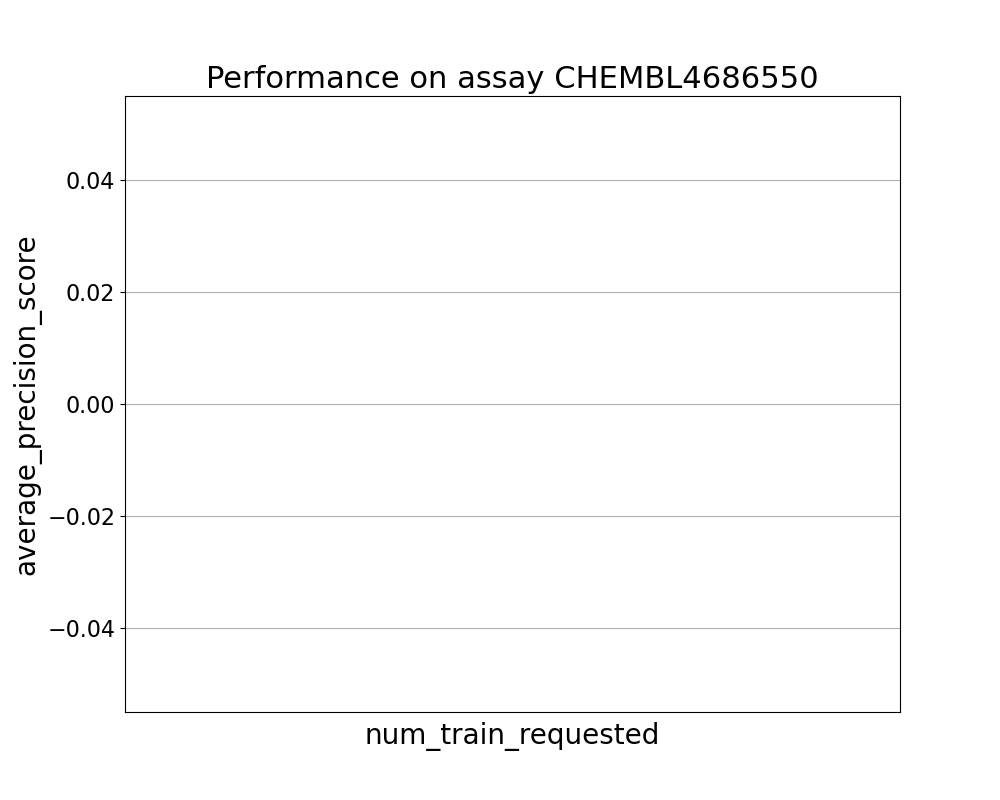 Performance on assay CHEMBL4686550
average_precision_score
0.04
0.02
0.00
−0.02
−0.04
num_train_requested